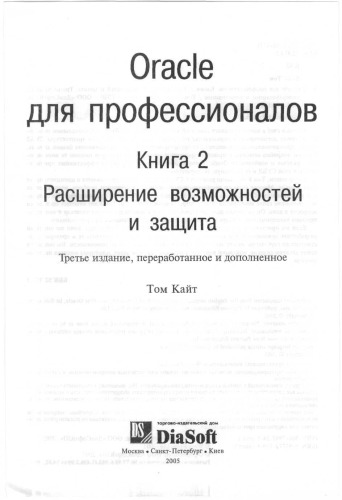 Oracle
для профессионалов
Книга 2
Расширение возможностей
и защита
Третье издание, переработанное и дополненное
Том Кайт
DS
торгово-издательский дом
DiaSoft
Москва • Санкт-Петербург • Киев
2005